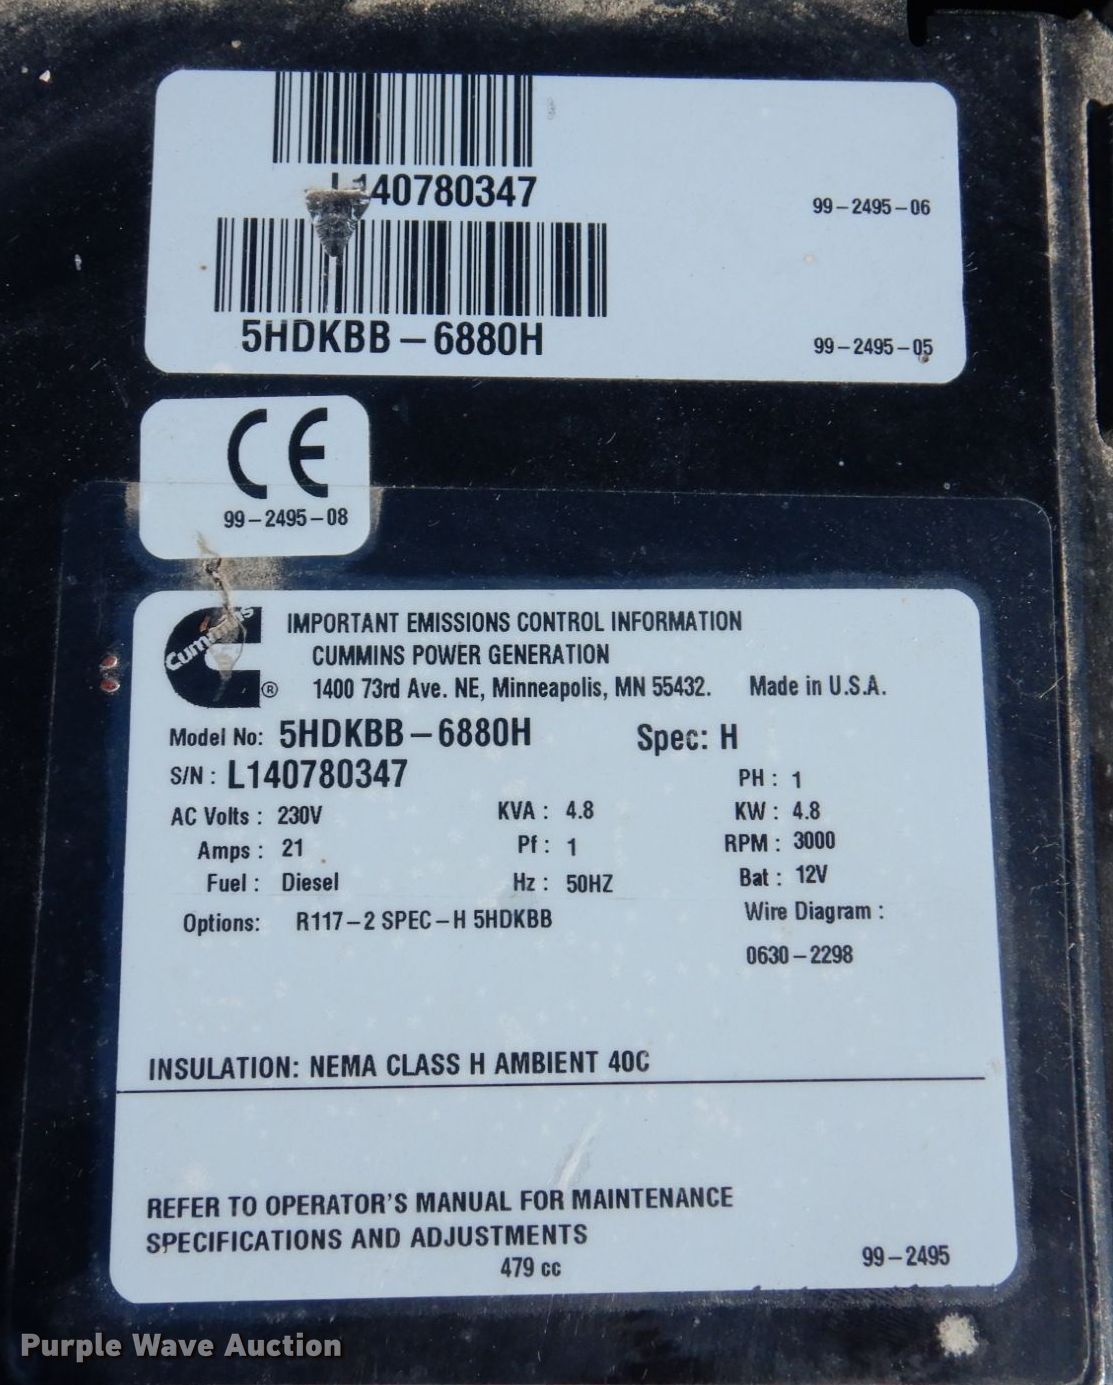 L140780347
99-2495-06
5HDKBB-6880H
99-2495-05
CE
99-2495-08
Cummins
®
IMPORTANT EMISSIONS CONTROL INFORMATION
CUMMINS POWER GENERATION
1400 73rd Ave. NE, Minneapolis, MN 55432. Made in U.S.A.
Model No: 5HDKBB-6880H Spec: H
S/N : L140780347 PH : 1
AC Volts : 230V KVA : 4.8 KW : 4.8
Amps : 21 Pf : 1 RPM : 3000
Fuel : Diesel Hz : 50HZ Bat : 12V
Options: R117-2 SPEC-H 5HDKBB Wire Diagram :
0630-2298
INSULATION: NEMA CLASS H AMBIENT 40C
REFER TO OPERATOR'S MANUAL FOR MAINTENANCE
SPECIFICATIONS AND ADJUSTMENTS
479 cc 99-2495
Purple Wave Auction